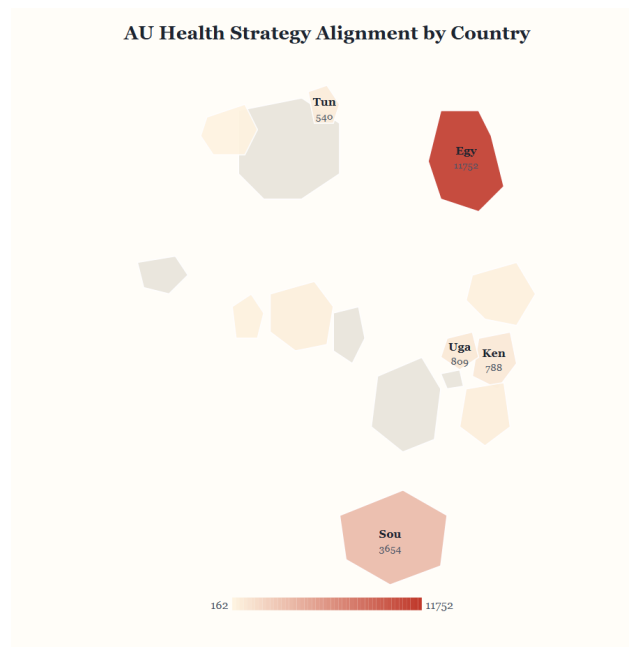 AU Health Strategy Alignment by Country
Tun
540
Egy
11752
Uga
809
Ken
788
Sou
3654
162
11752